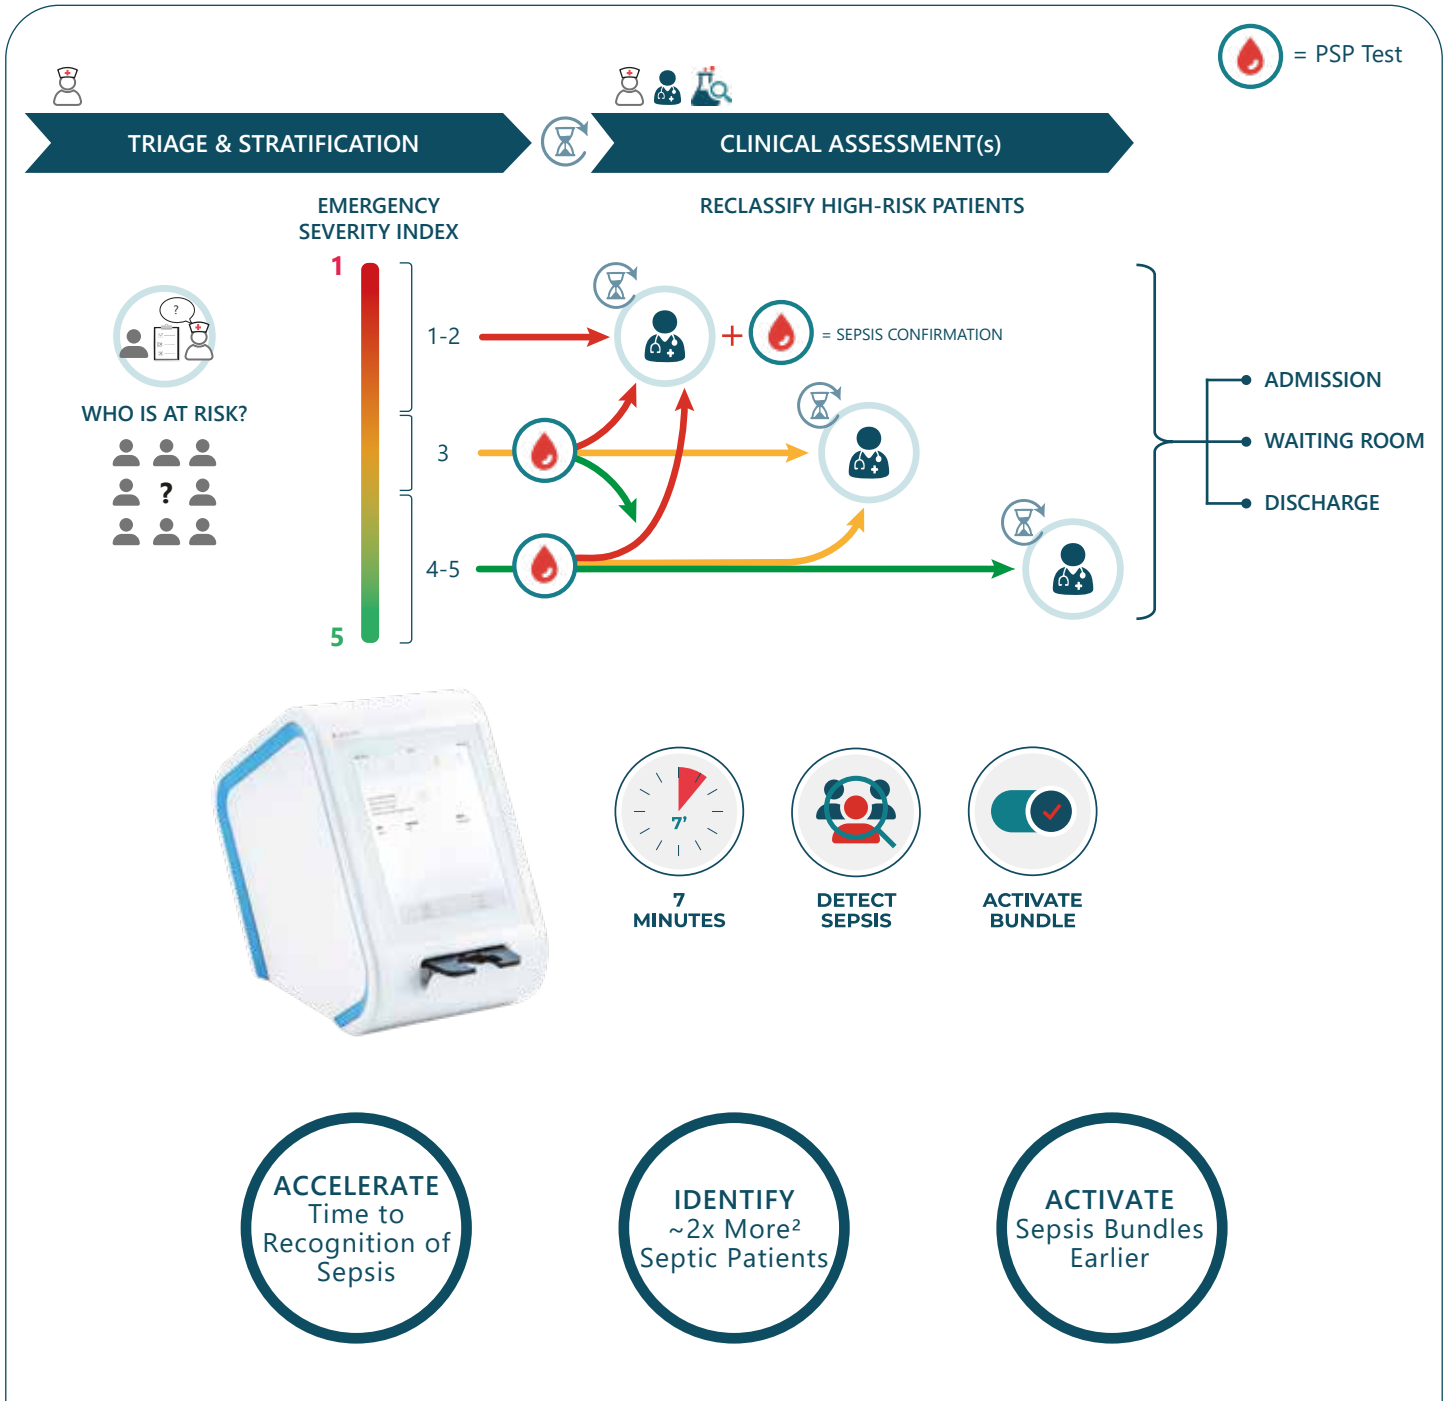 = PSP Test
TRIAGE & STRATIFICATION
CLINICAL ASSESSMENT(s)
EMERGENCY
SEVERITY INDEX
RECLASSIFY HIGH-RISK PATIENTS
1
?
1-2
+
= SEPSIS CONFIRMATION
WHO IS AT RISK?
?
3
4-5
5
ADMISSION
WAITING ROOM
DISCHARGE
7'
7
MINUTES
DETECT
SEPSIS
ACTIVATE
BUNDLE
ACCELERATE
Time to
Recognition of
Sepsis
IDENTIFY
~2x More²
Septic Patients
ACTIVATE
Sepsis Bundles
Earlier